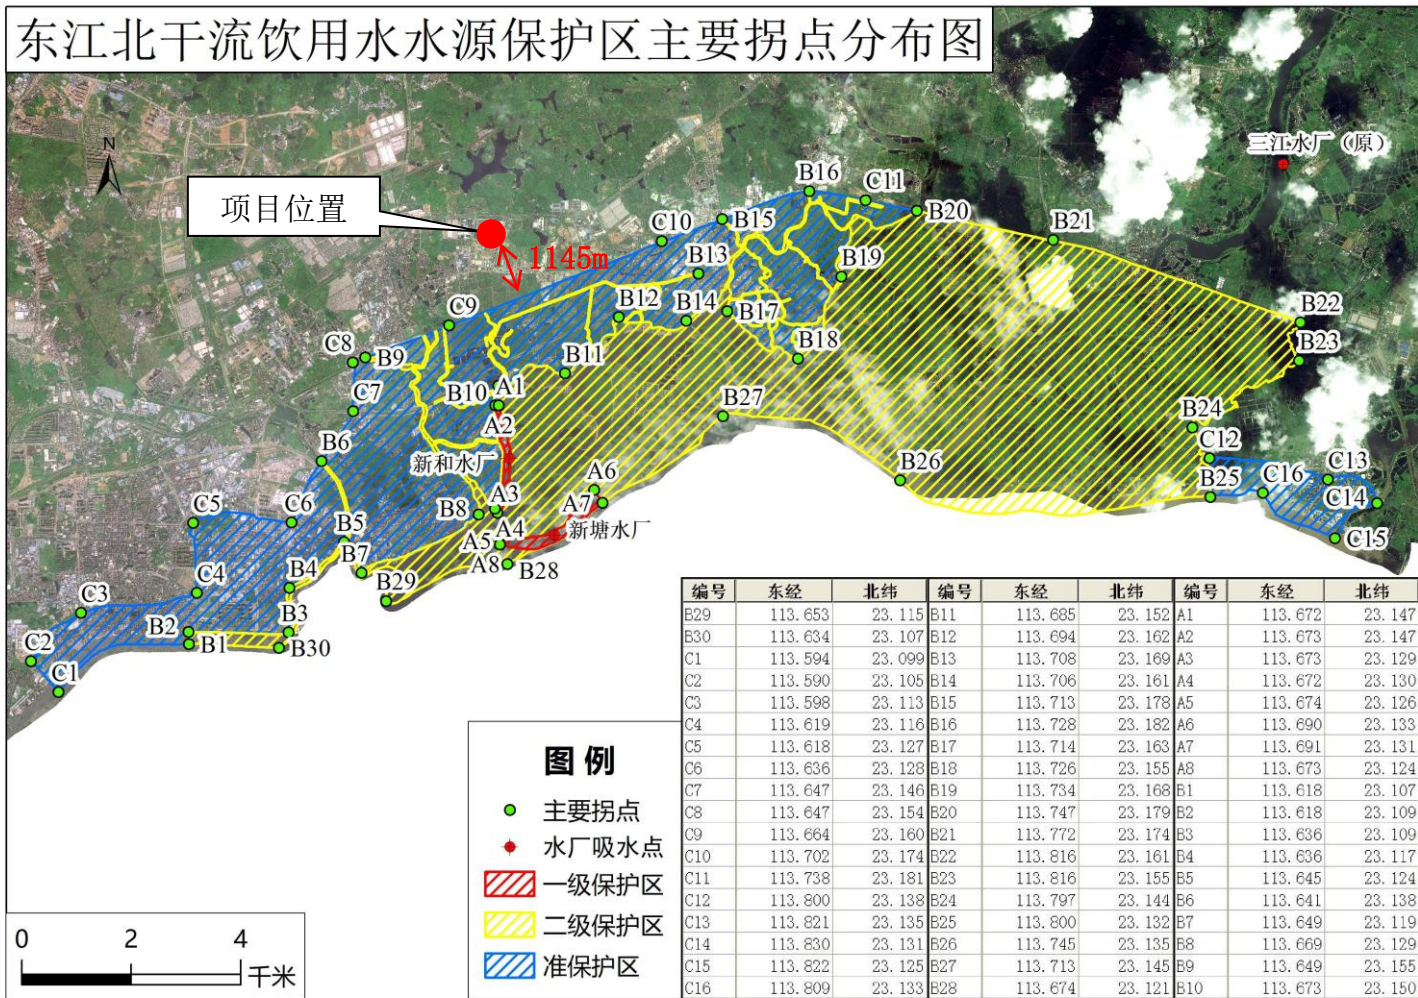 东江北干流饮用水水源保护区主要拐点分布图
N
三江水厂（原）
项目位置
1145m
B16
C11
B20
B15
C10
B21
B13
B19
B12
B14
B17
B22
C9
B18
B23
C8
B9
B11
C7
B10
A1
B27
A2
B24
C12
B6
新和水厂
A6
B26
B25
C16
C13
A7
C14
C5
C6
B8
A3
B5
A4
新塘水厂
C15
A5
B7
A8
B28
B4
C4
B29
C3
B2
B3
C2
B1
B30
C1
编号 东经 北纬 编号 东经 北纬 编号 东经 北纬
B29 113.653 23.115 B11 113.685 23.152 A1 113.672 23.147
B30 113.634 23.107 B12 113.694 23.162 A2 113.673 23.147
C1 113.594 23.099 B13 113.708 23.169 A3 113.673 23.129
C2 113.590 23.105 B14 113.706 23.161 A4 113.672 23.130
C3 113.598 23.113 B15 113.713 23.178 A5 113.674 23.126
C4 113.619 23.116 B16 113.728 23.182 A6 113.690 23.133
C5 113.618 23.127 B17 113.714 23.163 A7 113.691 23.131
C6 113.636 23.128 B18 113.726 23.155 A8 113.673 23.124
C7 113.647 23.146 B19 113.734 23.168 B1 113.618 23.107
C8 113.647 23.154 B20 113.747 23.179 B2 113.618 23.109
C9 113.664 23.160 B21 113.772 23.174 B3 113.636 23.109
C10 113.702 23.174 B22 113.816 23.161 B4 113.636 23.117
C11 113.738 23.181 B23 113.816 23.155 B5 113.645 23.124
C12 113.800 23.138 B24 113.797 23.144 B6 113.641 23.138
C13 113.821 23.135 B25 113.800 23.132 B7 113.649 23.119
C14 113.830 23.131 B26 113.745 23.135 B8 113.669 23.129
C15 113.822 23.125 B27 113.713 23.145 B9 113.649 23.155
C16 113.809 23.133 B28 113.674 23.121 B10 113.673 23.150
图例
主要拐点
水厂吸水点
一级保护区
二级保护区
准保护区
0 2 4
千米